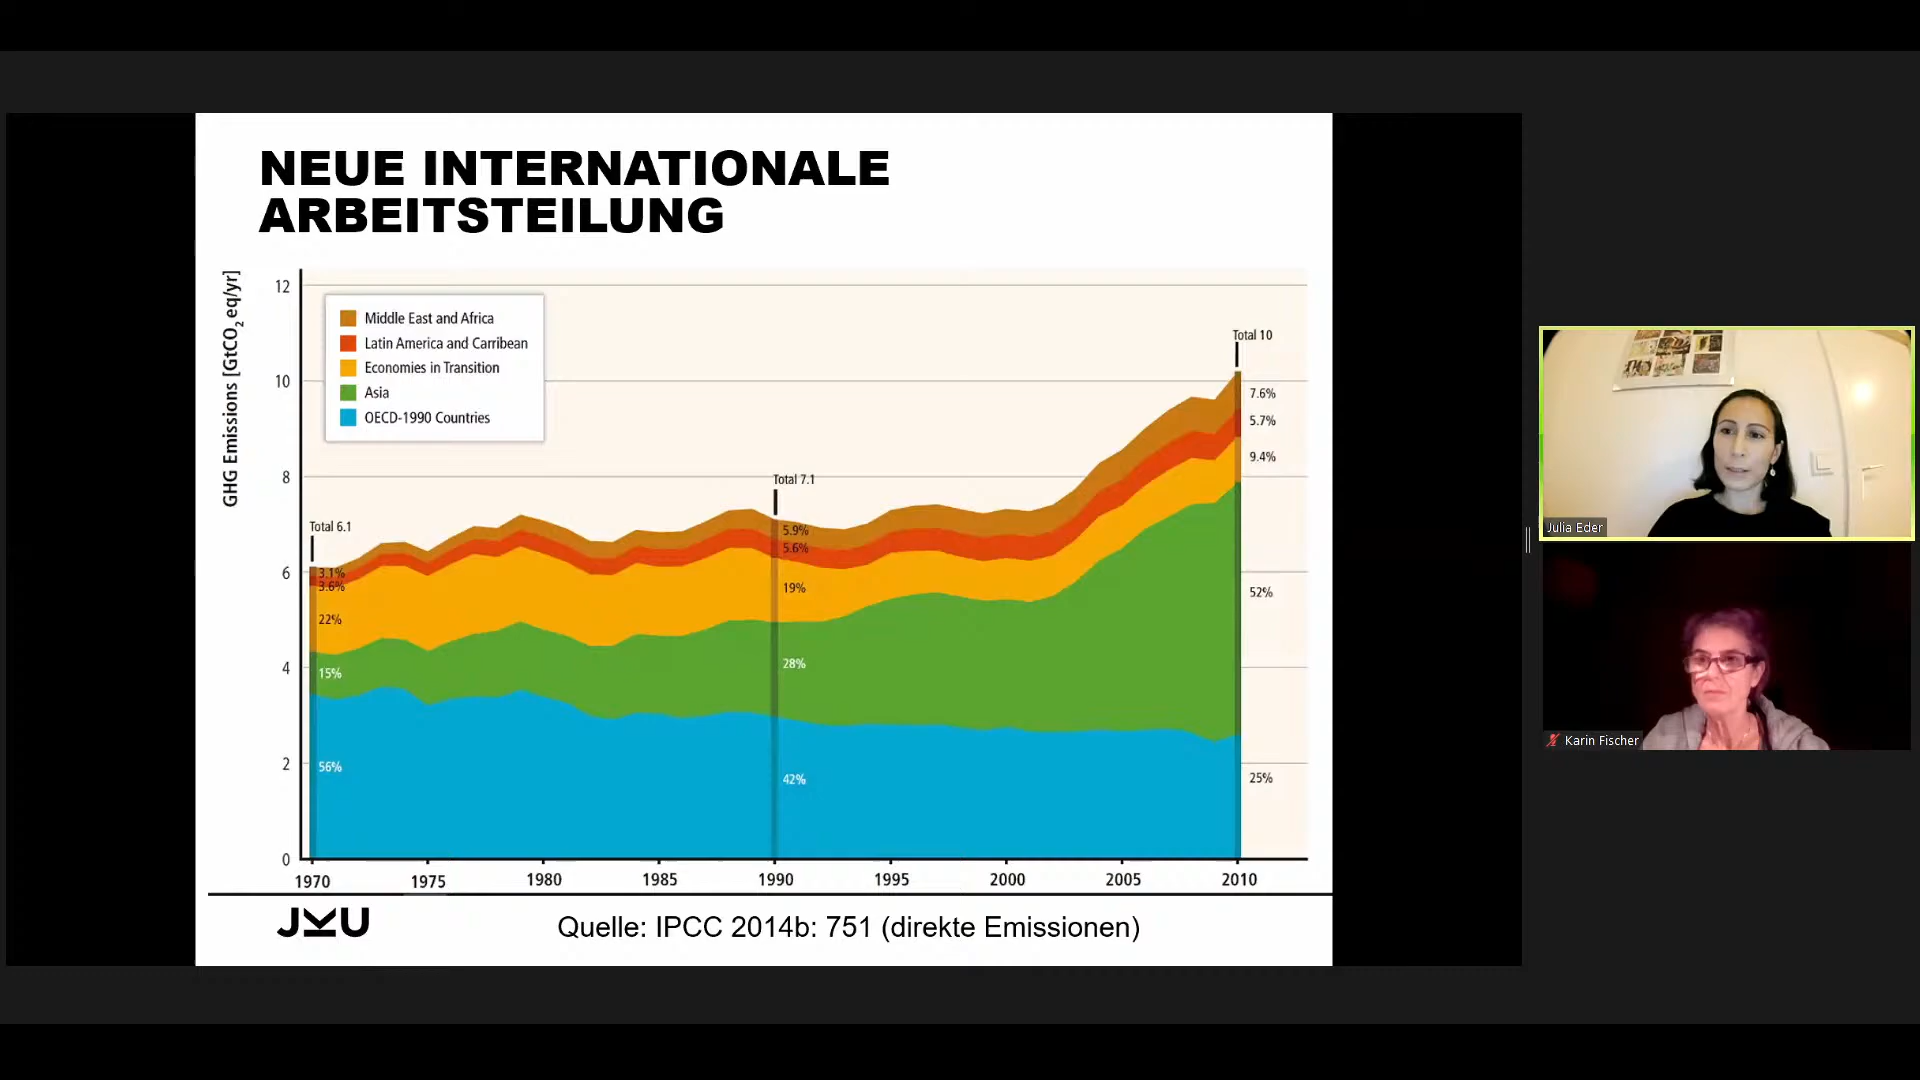 NEUE INTERNATIONALE
ARBEITSTEILUNG
GHG Emissions [GtCO2 eq/yr]
12
10
8
6
4
2
0
Middle East and Africa
Latin America and Carribean
Economies in Transition
Asia
OECD-1990 Countries
Total 6.1
3.1%
3.6%
22%
15%
56%
Total 7.1
5.9%
5.6%
19%
28%
42%
Total 10
7.6%
5.7%
9.4%
52%
25%
1970 1975 1980 1985 1990 1995 2000 2005 2010
JKU
Quelle: IPCC 2014b: 751 (direkte Emissionen)
Julia Eder
Karin Fischer